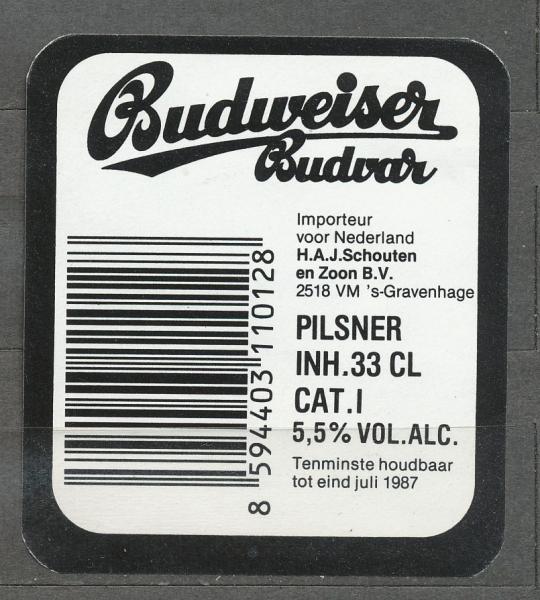 Budweiser
Budvar
Importeur
voor Nederland
H.A.J.Schouten
en Zoon B.V.
2518 VM 's-Gravenhage
PILSNER
INH.33 CL
CAT.I
5,5% VOL.ALC.
Tenminste houdbaar
tot eind juli 1987
8 594403 110128